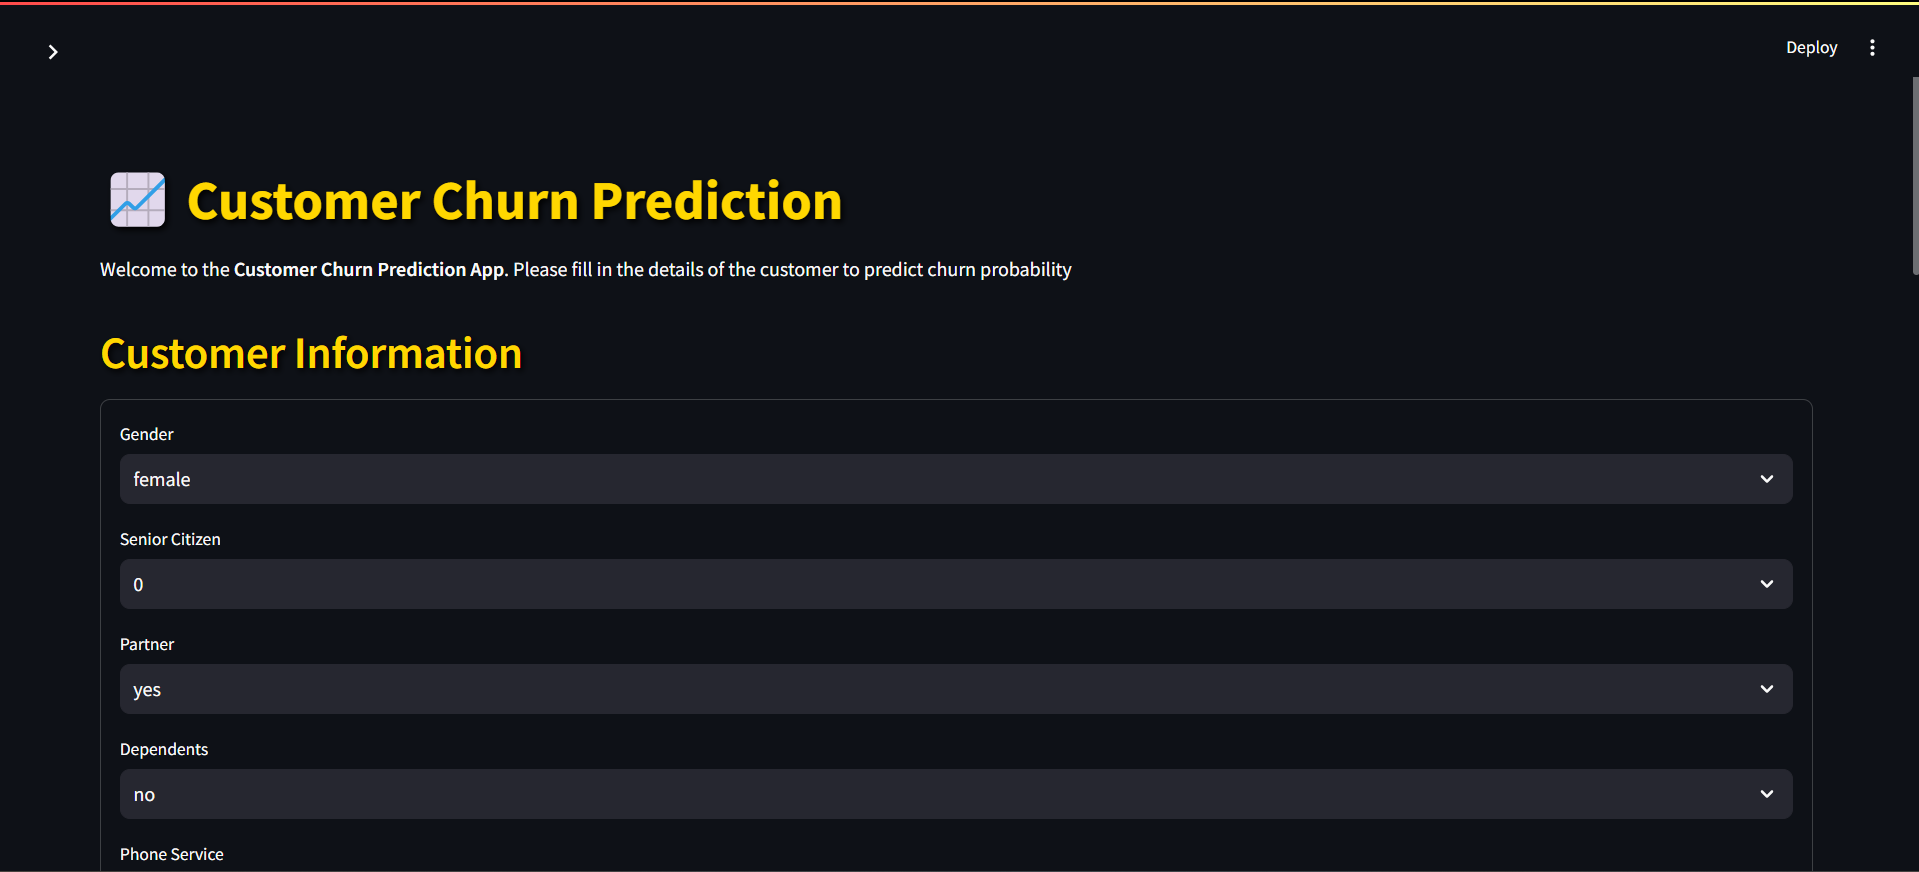 Deploy
Customer Churn Prediction
Welcome to the Customer Churn Prediction App. Please fill in the details of the customer to predict churn probability
Customer Information
Gender
female
Senior Citizen
0
Partner
yes
Dependents
no
Phone Service